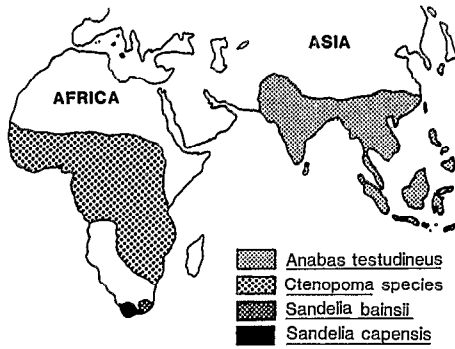 ASIA
AFRICA
Anabas testudineus
Ctenopoma species
Sandelia bainsii
Sandelia capensis